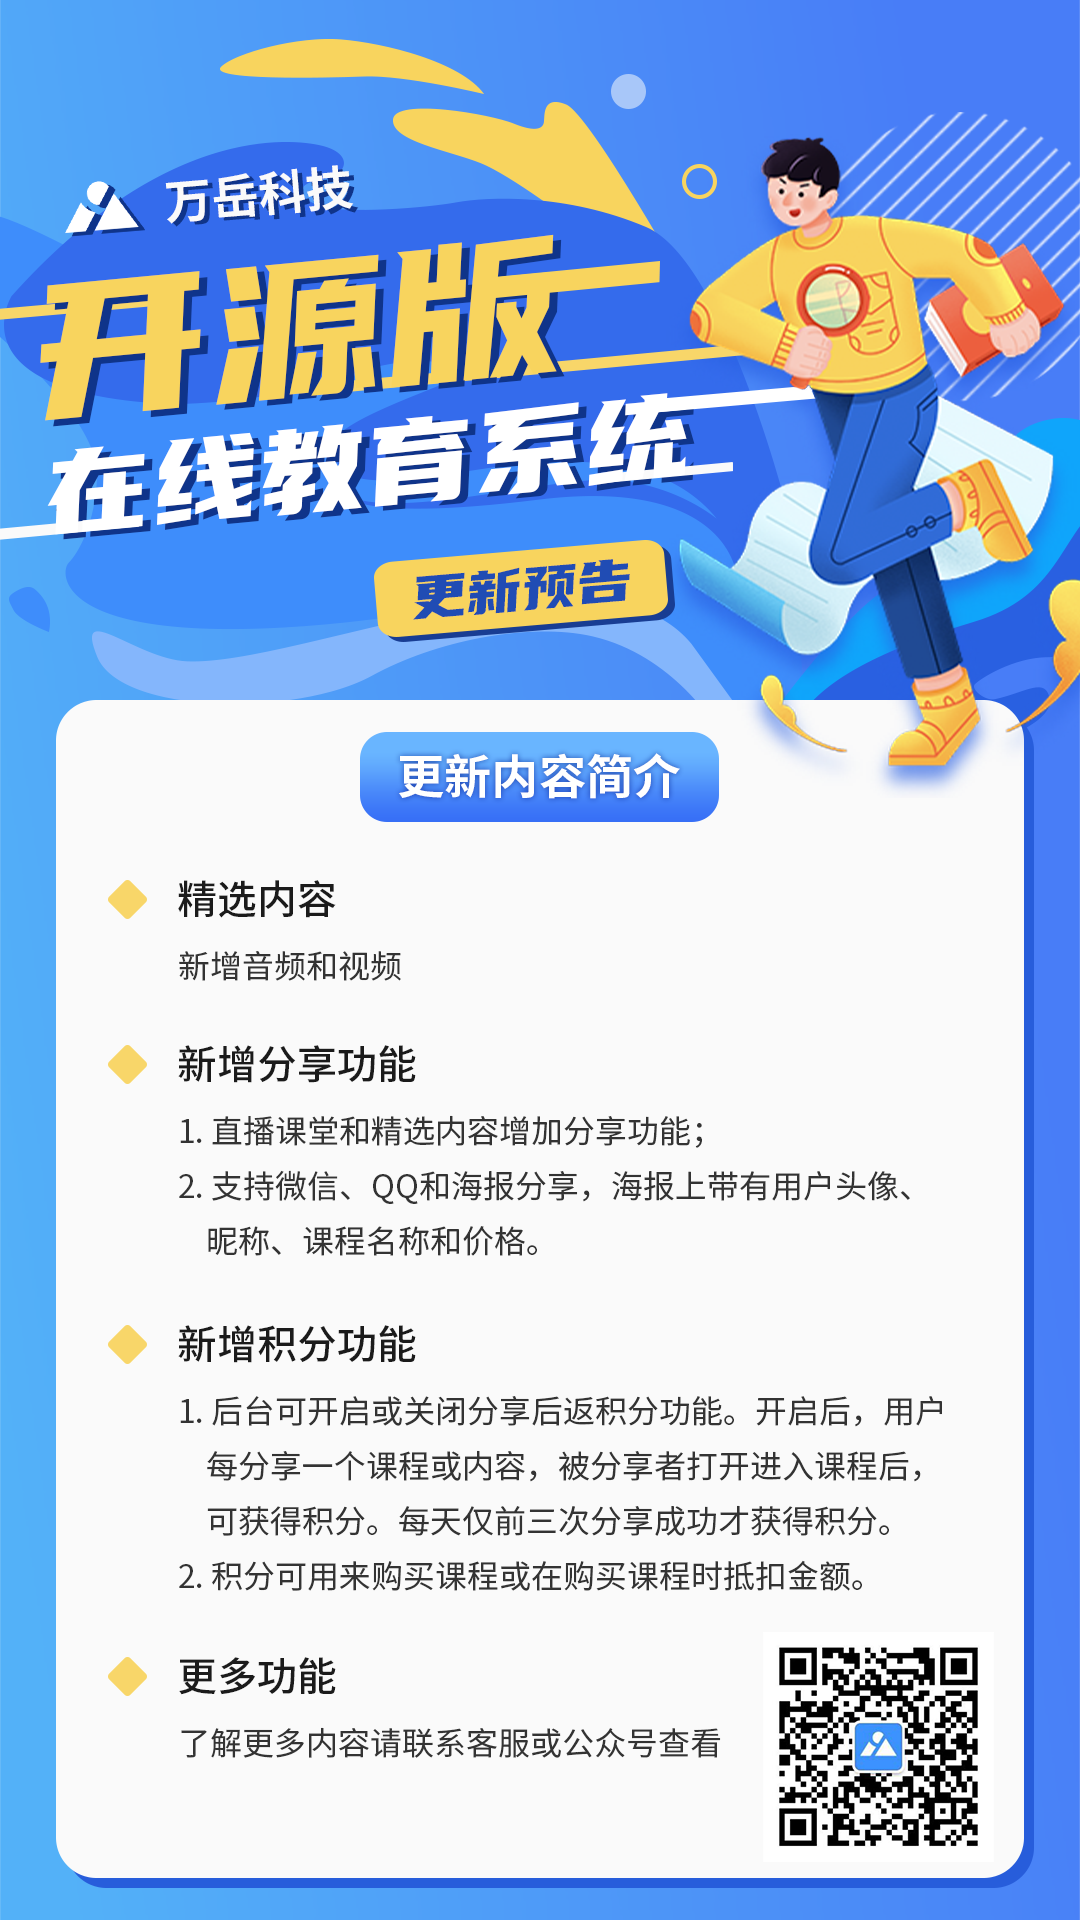 万岳科技
开源版
在线教育系统
更新预告
更新内容简介
精选内容
新增音频和视频
新增分享功能
1. 直播课堂和精选内容增加分享功能；
2. 支持微信、QQ和海报分享，海报上带有用户头像、
昵称、课程名称和价格。
新增积分功能
1. 后台可开启或关闭分享后返积分功能。开启后，用户
每分享一个课程或内容，被分享者打开进入课程后，
可获得积分。每天仅前三次分享成功才获得积分。
2. 积分可用来购买课程或在购买课程时抵扣金额。
更多功能
了解更多内容请联系客服或公众号查看